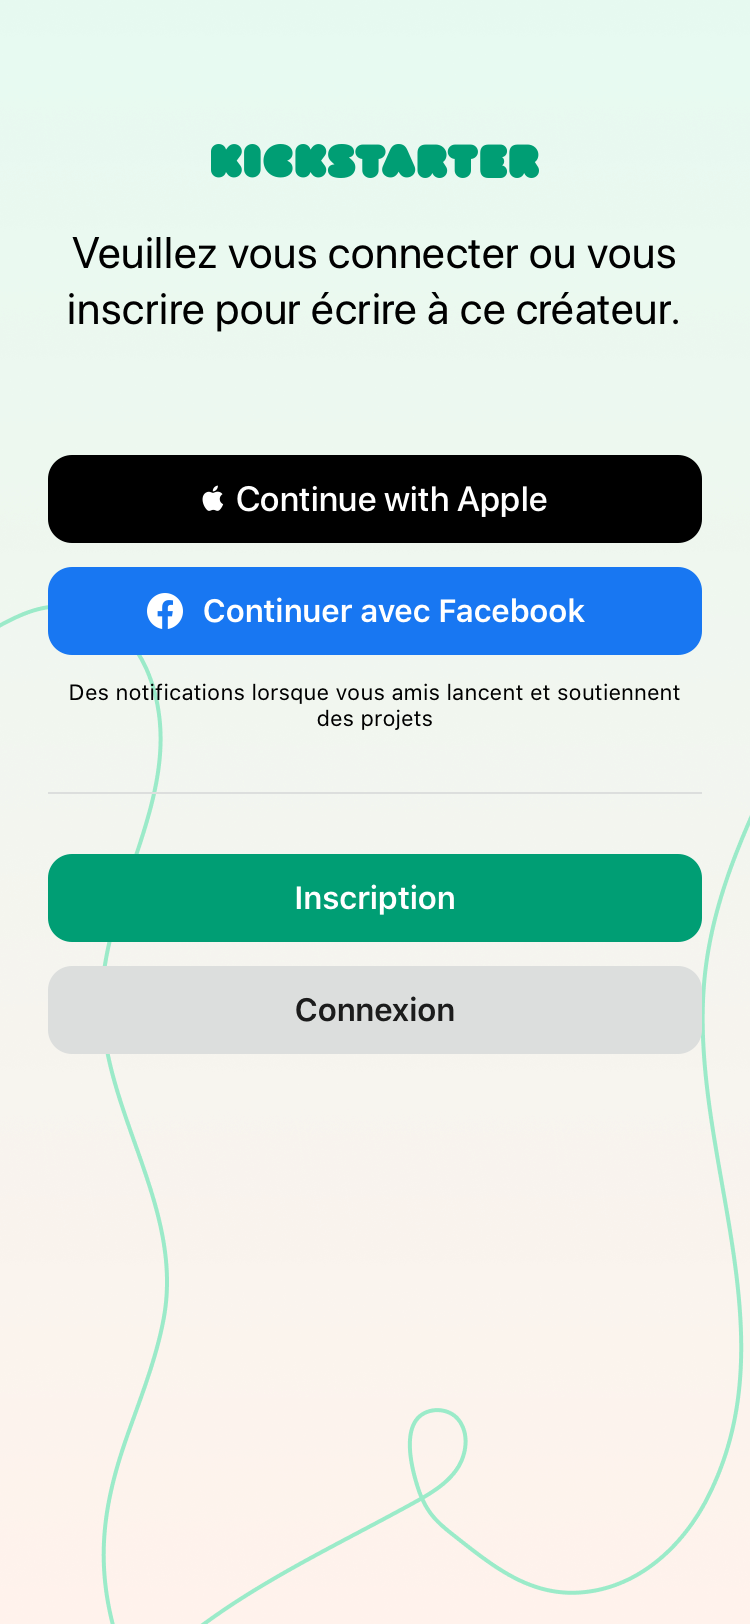 KICKSTARTER
Veuillez vous connecter ou vous
inscrire pour écrire à ce créateur.
Continue with Apple
Continuer avec Facebook
Des notifications lorsque vous amis lancent et soutiennent
des projets
Inscription
Connexion